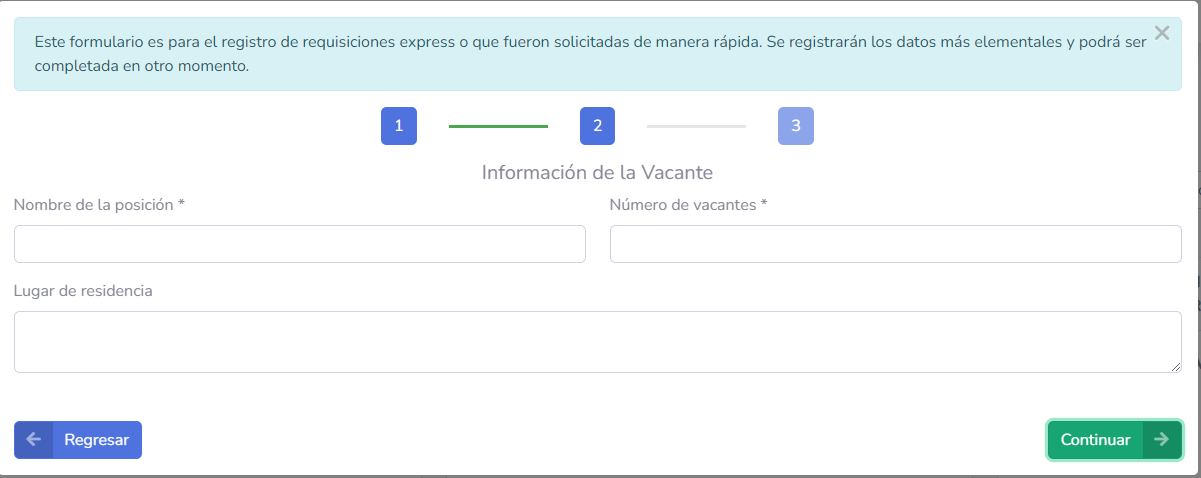 Este formulario es para el registro de requisiciones express o que fueron solicitadas de manera rápida. Se registrarán los datos más elementales y podrá ser
completada en otro momento.
1 2 3
Información de la Vacante
Nombre de la posición * Número de vacantes *
Lugar de residencia
Regresar Continuar